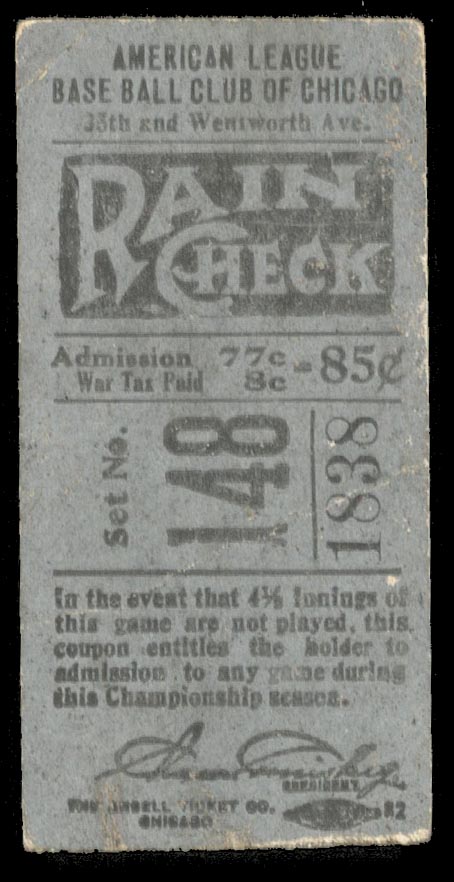 AMERICAN LEAGUE
BASE BALL CLUB OF CHICAGO
35th and Wentworth Ave.
RAIN
CHECK
Admission 77c
War Tax Paid 8c - 85¢
Set No. 148
1838
In the event that 4½ Innings of
this game are not played, this
coupon entitles the holder to
admission to any game during
this Championship season.
PRESIDENT
THE ANSELL TICKET CO.
CHICAGO
82